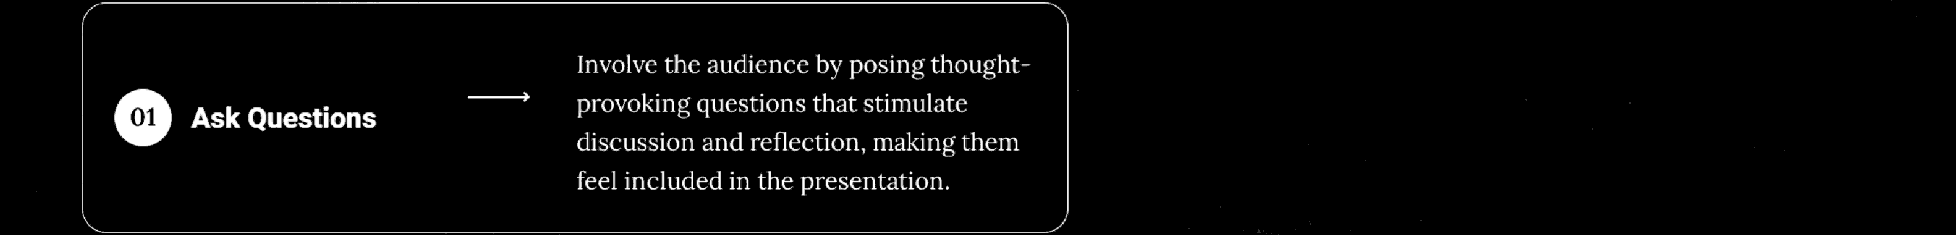 01 Ask Questions
Involve the audience by posing thought-
provoking questions that stimulate
discussion and reflection, making them
feel included in the presentation.